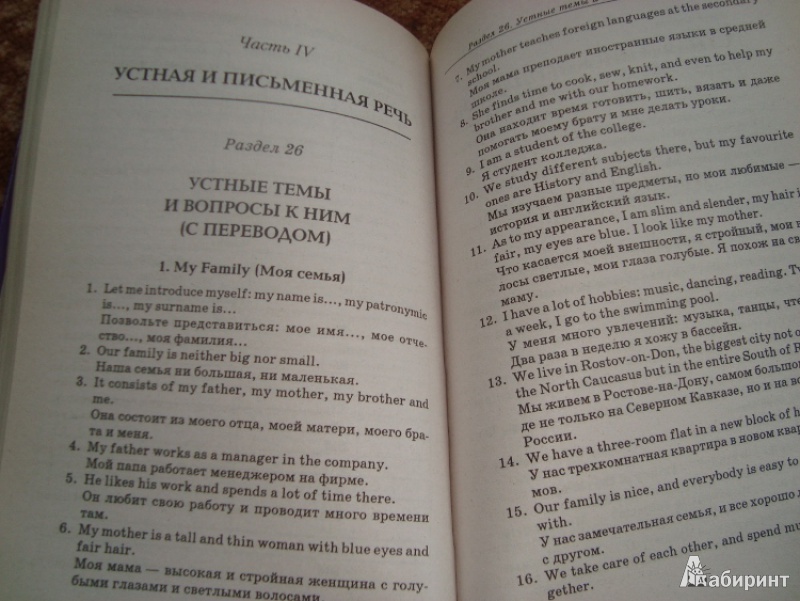 Часть IV
УСТНАЯ И ПИСЬМЕННАЯ РЕЧЬ
Раздел 26
УСТНЫЕ ТЕМЫ
И ВОПРОСЫ К НИМ
(С ПЕРЕВОДОМ)
1. My Family (Моя семья)
1. Let me introduce myself: my name is..., my patronymic
is..., my surname is...
Позвольте представиться: мое имя..., мое отче-
ство..., моя фамилия...
2. Our family is neither big nor small.
Наша семья ни большая, ни маленькая.
3. It consists of my father, my mother, my brother and
me.
Она состоит из моего отца, моей матери, моего бра-
та и меня.
4. My father works as a manager in the company.
Мой папа работает менеджером на фирме.
5. He likes his work and spends a lot of time there.
Он любит свою работу и проводит много времени
там.
6. My mother is a tall and thin woman with blue eyes and
fair hair.
Моя мама — высокая и стройная женщина с голу-
быми глазами и светлыми волосами.
Раздел 26. Устные темы и
7. My mother teaches foreign languages at the secondary
school.
Моя мама преподает иностранные языки в средней
школе.
8. She finds time to cook, sew, knit, and even to help my
brother and me with our homework.
Она находит время готовить, шить, вязать и даже
помогать моему брату и мне делать уроки.
9. I am a student of the college.
Я студент колледжа.
10. We study different subjects there, but my favourite
ones are History and English.
Мы изучаем разные предметы, но мои любимые —
история и английский язык.
11. As to my appearance, I am slim and slender, my hair is
fair, my eyes are blue. I look like my mother.
Что касается моей внешности, я стройный, мои
лосы светлые, мои глаза голубые. Я похож на
маму.
12. I have a lot of hobbies: music, dancing, reading.
a week, I go to the swimming pool.
У меня много увлечений: музыка, танцы,
Два раза в неделю я хожу в бассейн.
13. We live in Rostov-on-Don, the biggest city not
the North Caucasus but in the entire South of
Мы живем в Ростове-на-Дону, самом
де не только на Северном Кавказе, но и на
России.
14. We have a three-room flat in a new block of
У нас трехкомнатная квартира в новом
мов.
15. Our family is nice, and everybody is easy to
with.
У нас замечательная семья, и все хорошо
с другом.
16. We take care of each other, and spend
gether.
Лабиринт